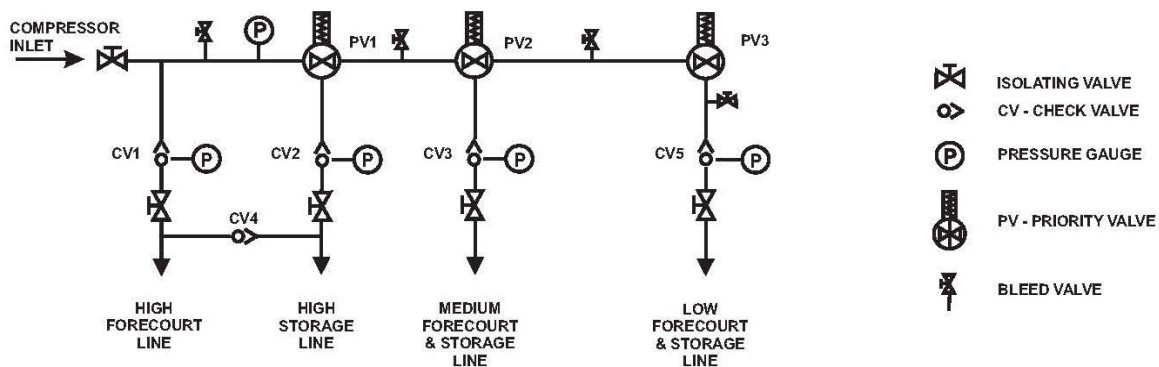 COMPRESSOR
INLET
P
PV1
PV2
PV3
CV1
P
CV2
P
CV3
P
CV5
P
CV4
HIGH
FORECOURT
LINE
HIGH
STORAGE
LINE
MEDIUM
FORECOURT
& STORAGE
LINE
LOW
FORECOURT
& STORAGE
LINE
ISOLATING VALVE
CV - CHECK VALVE
P
PRESSURE GAUGE
PV - PRIORITY VALVE
BLEED VALVE